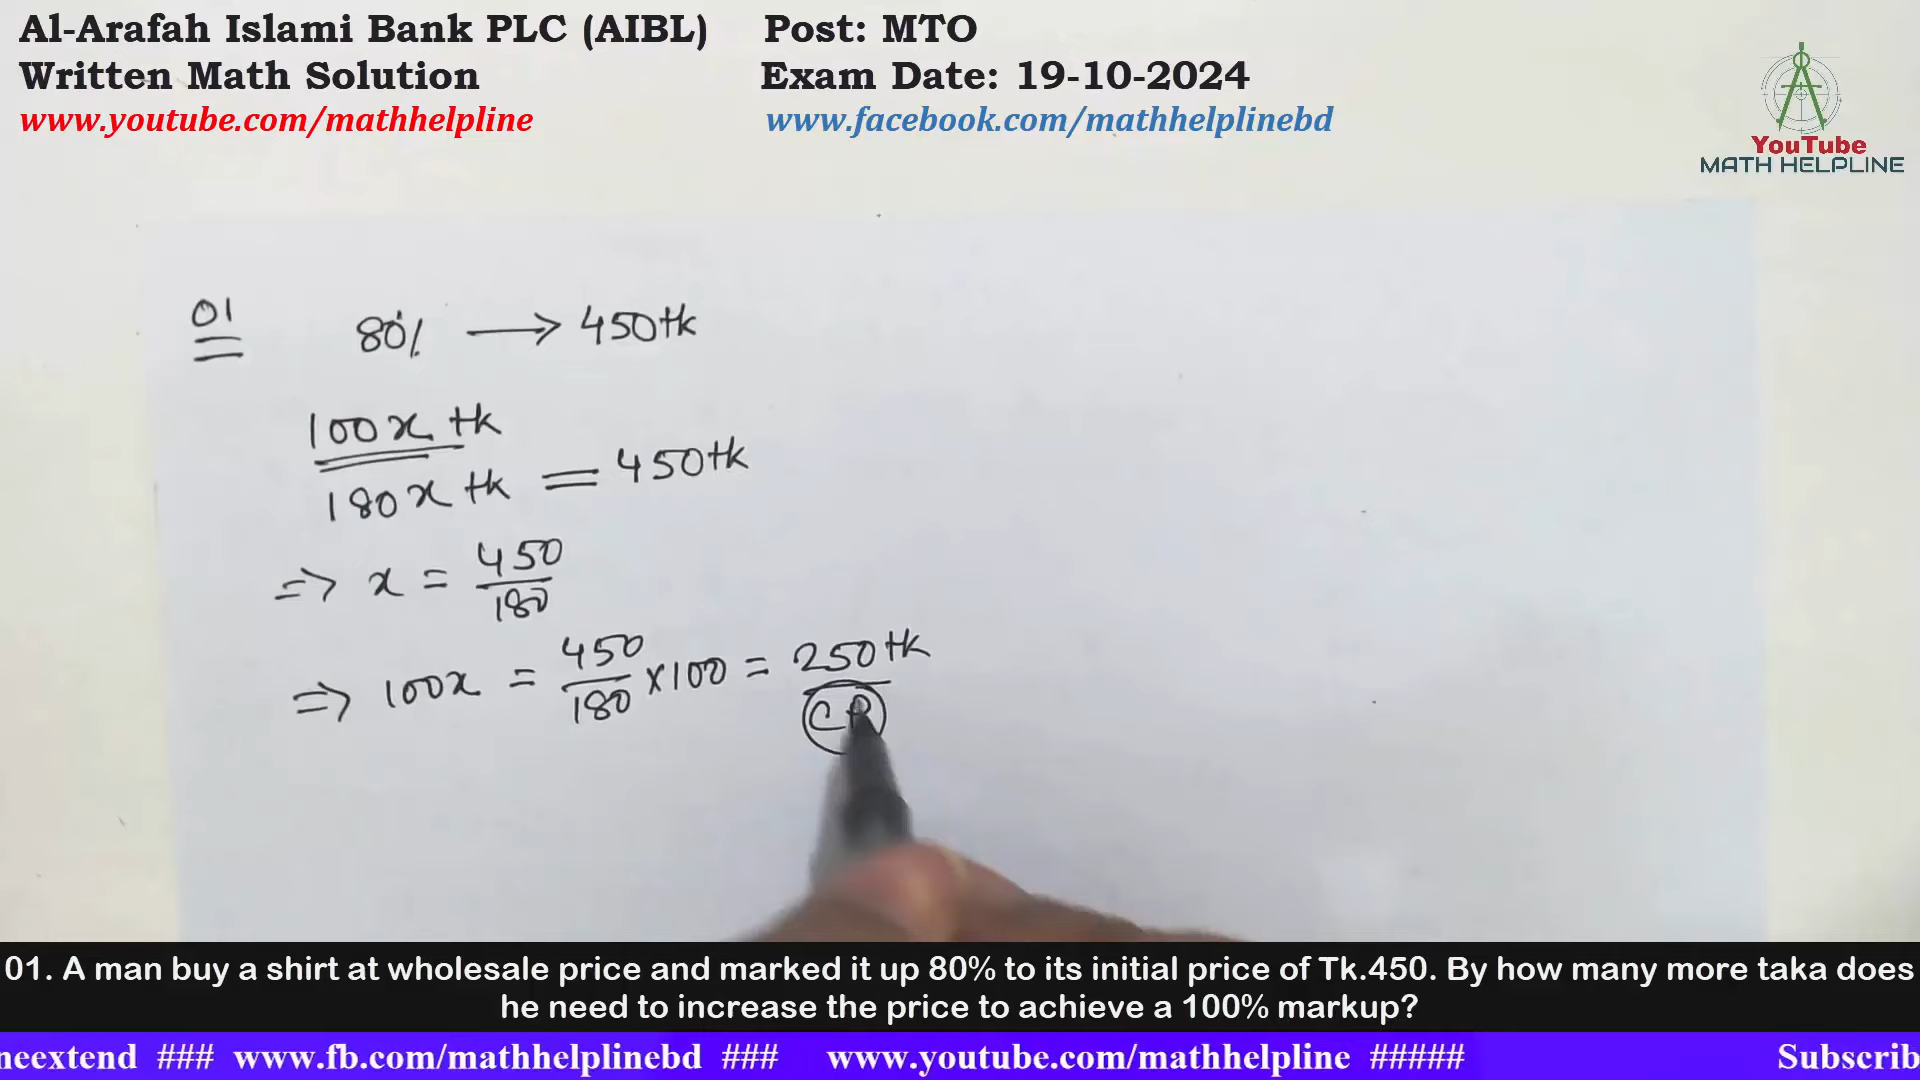 Al-Arafah Islami Bank PLC (AIBL) Post: MTO
Written Math Solution Exam Date: 19-10-2024
www.youtube.com/mathhelpline www.facebook.com/mathhelplinebd
YouTube
MATH HELPLINE
01 80% → 450tk
100x tk
180x tk = 450tk
=> x = 450/180
=> 100x = 450/180 × 100 = 250tk
CP
01. A man buy a shirt at wholesale price and marked it up 80% to its initial price of Tk.450. By how many more taka does
he need to increase the price to achieve a 100% markup?
neextend ### www.fb.com/mathhelplinebd ### www.youtube.com/mathhelpline ##### Subscrib